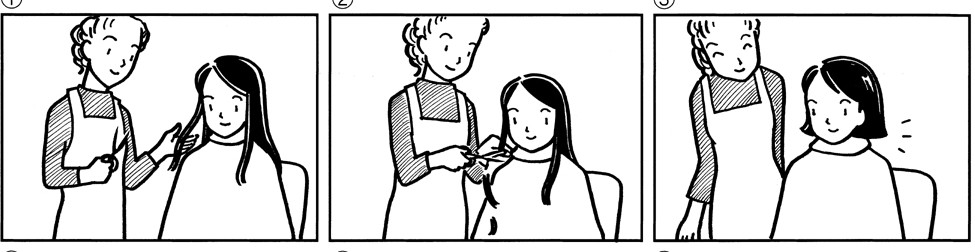 ① ② ③